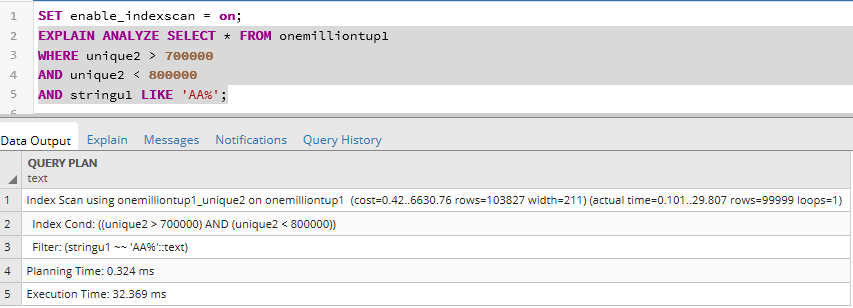 1 SET enable_indexscan = on;
2 EXPLAIN ANALYZE SELECT * FROM onemilliontup1
3 WHERE unique2 > 700000
4 AND unique2 < 800000
5 AND stringu1 LIKE 'AA%';
Data Output Explain Messages Notifications Query History
QUERY PLAN
text
1 Index Scan using onemilliontup1_unique2 on onemilliontup1 (cost=0.42..6630.76 rows=103827 width=211) (actual time=0.101..29.807 rows=99999 loops=1)
2 Index Cond: ((unique2 > 700000) AND (unique2 < 800000))
3 Filter: (stringu1 ~~ 'AA%'::text)
4 Planning Time: 0.324 ms
5 Execution Time: 32.369 ms